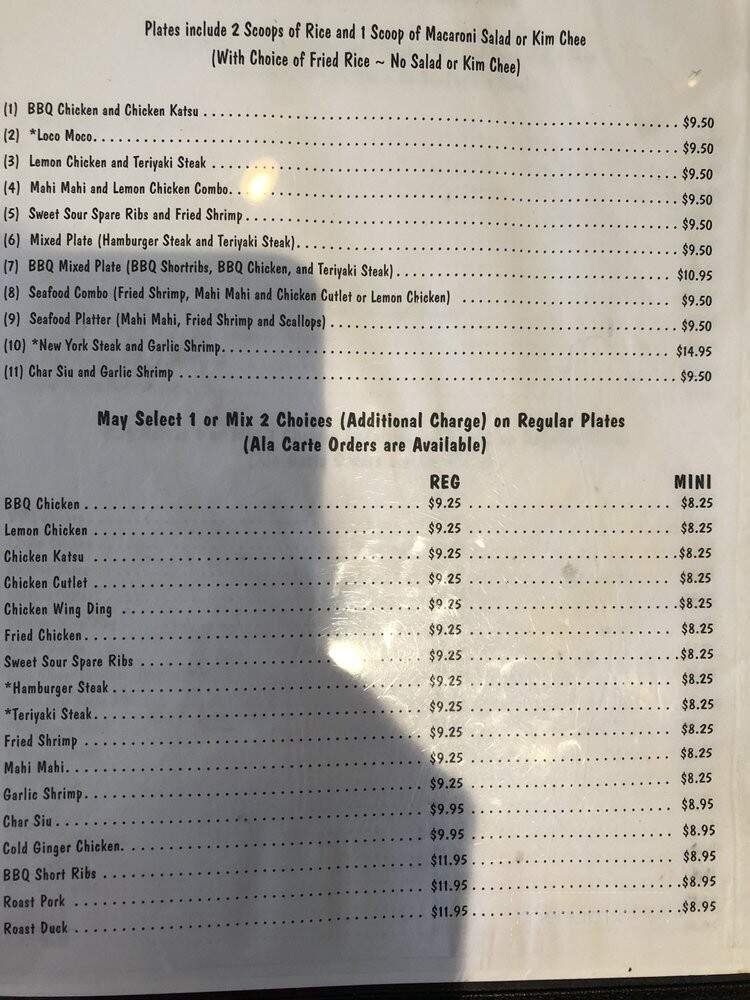 Plates include 2 Scoops of Rice and 1 Scoop of Macaroni Salad or Kim Chee
(With Choice of Fried Rice ~ No Salad or Kim Chee)
(1) BBQ Chicken and Chicken Katsu ........ $9.50
(2) *Loco Moco ........ $9.50
(3) Lemon Chicken and Teriyaki Steak ........ $9.50
(4) Mahi Mahi and Lemon Chicken Combo ........ $9.50
(5) Sweet Sour Spare Ribs and Fried Shrimp ........ $9.50
(6) Mixed Plate (Hamburger Steak and Teriyaki Steak) ........ $9.50
(7) BBQ Mixed Plate (BBQ Shortribs, BBQ Chicken, and Teriyaki Steak) ........ $10.95
(8) Seafood Combo (Fried Shrimp, Mahi Mahi and Chicken Cutlet or Lemon Chicken) ........ $9.50
(9) Seafood Platter (Mahi Mahi, Fried Shrimp and Scallops) ........ $9.50
(10) *New York Steak and Garlic Shrimp ........ $14.95
(11) Char Siu and Garlic Shrimp ........ $9.50
May Select 1 or Mix 2 Choices (Additional Charge) on Regular Plates
(Ala Carte Orders are Available)
REG MINI
BBQ Chicken ........ $9.25 ........ $8.25
Lemon Chicken ........ $9.25 ........ $8.25
Chicken Katsu ........ $9.25 ........ $8.25
Chicken Cutlet ........ $9.25 ........ $8.25
Chicken Wing Ding ........ $9.25 ........ $8.25
Fried Chicken ........ $9.25 ........ $8.25
Sweet Sour Spare Ribs ........ $9.25 ........ $8.25
*Hamburger Steak ........ $9.25 ........ $8.25
*Teriyaki Steak ........ $9.25 ........ $8.25
Fried Shrimp ........ $9.25 ........ $8.25
Mahi Mahi ........ $9.25 ........ $8.25
Garlic Shrimp ........ $9.25 ........ $8.25
Char Siu ........ $9.95 ........ $8.95
Cold Ginger Chicken ........ $9.95 ........ $8.95
BBQ Short Ribs ........ $11.95 ........ $8.95
Roast Pork ........ $11.95 ........ $8.95
Roast Duck ........ $11.95 ........ $8.95